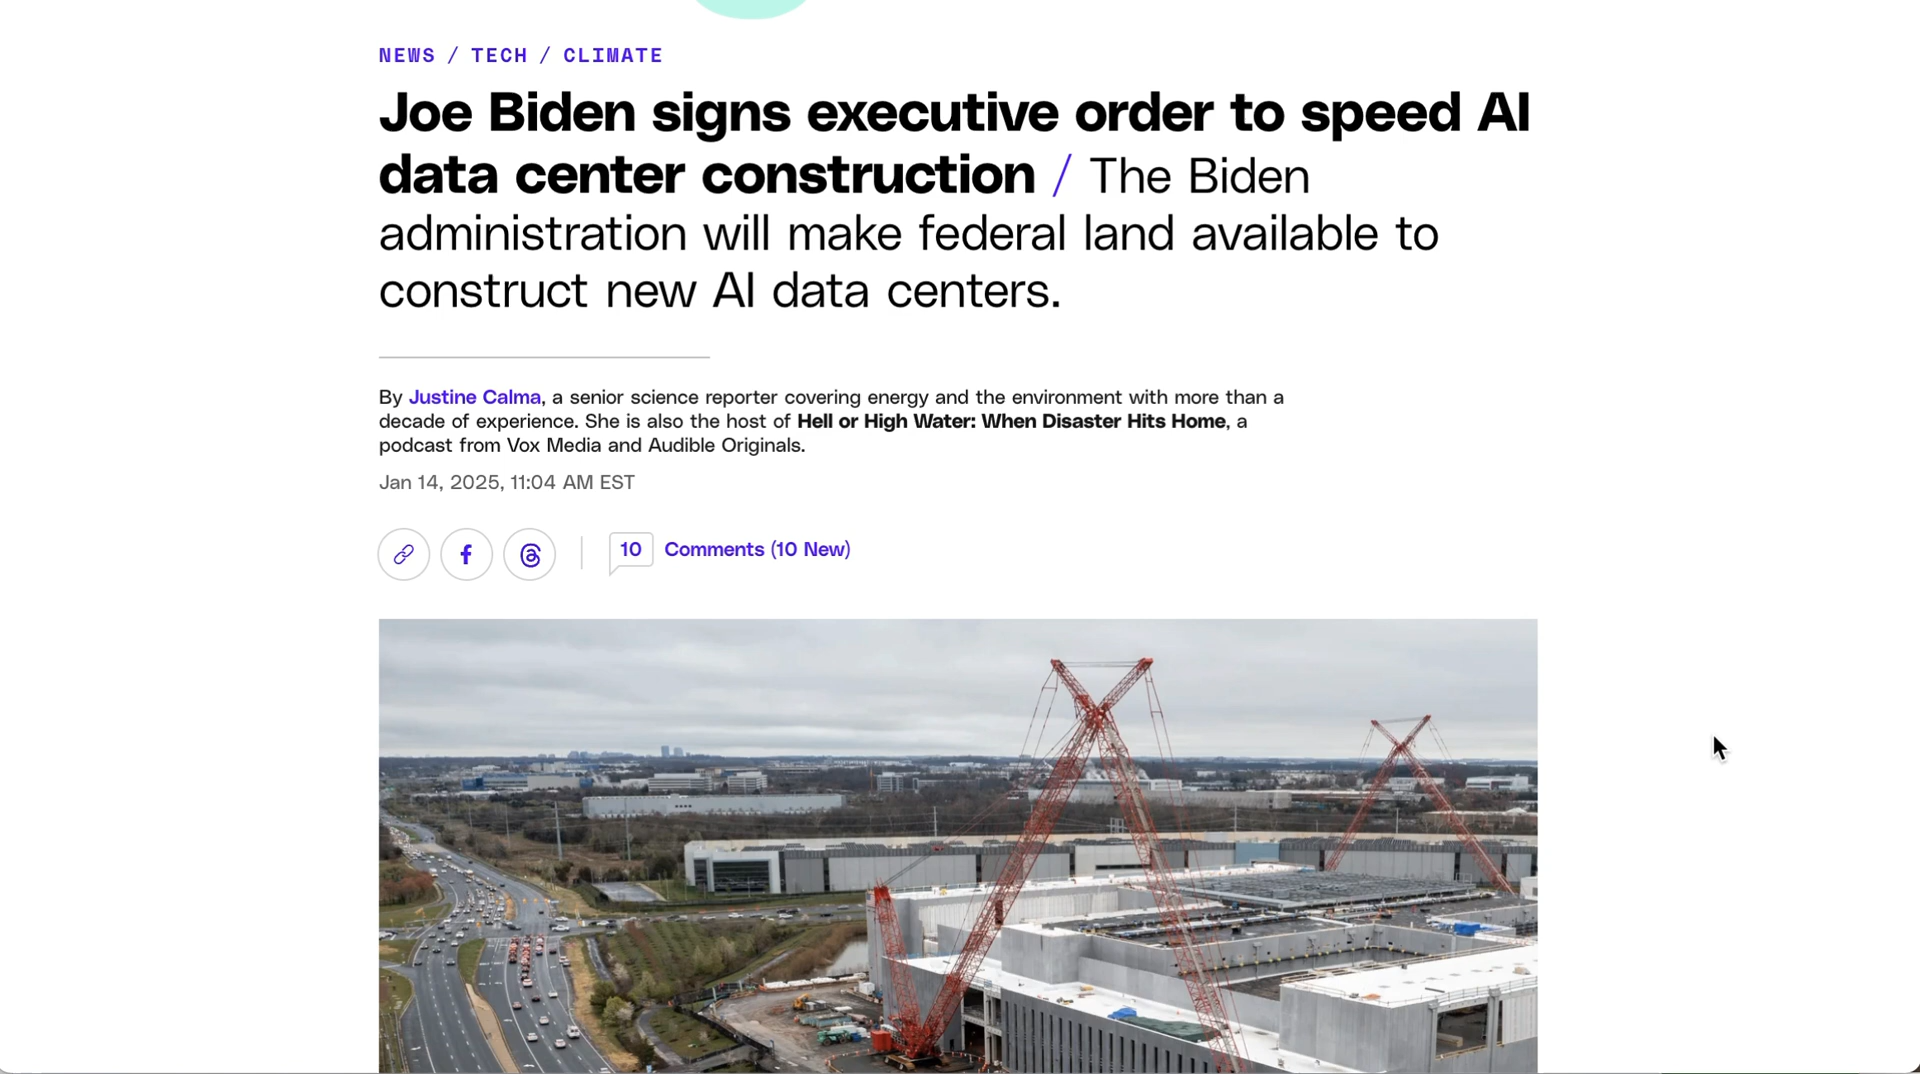 NEWS / TECH / CLIMATE
Joe Biden signs executive order to speed AI
data center construction / The Biden
administration will make federal land available to
construct new AI data centers.
By Justine Calma, a senior science reporter covering energy and the environment with more than a
decade of experience. She is also the host of Hell or High Water: When Disaster Hits Home, a
podcast from Vox Media and Audible Originals.
Jan 14, 2025, 11:04 AM EST
10 Comments (10 New)